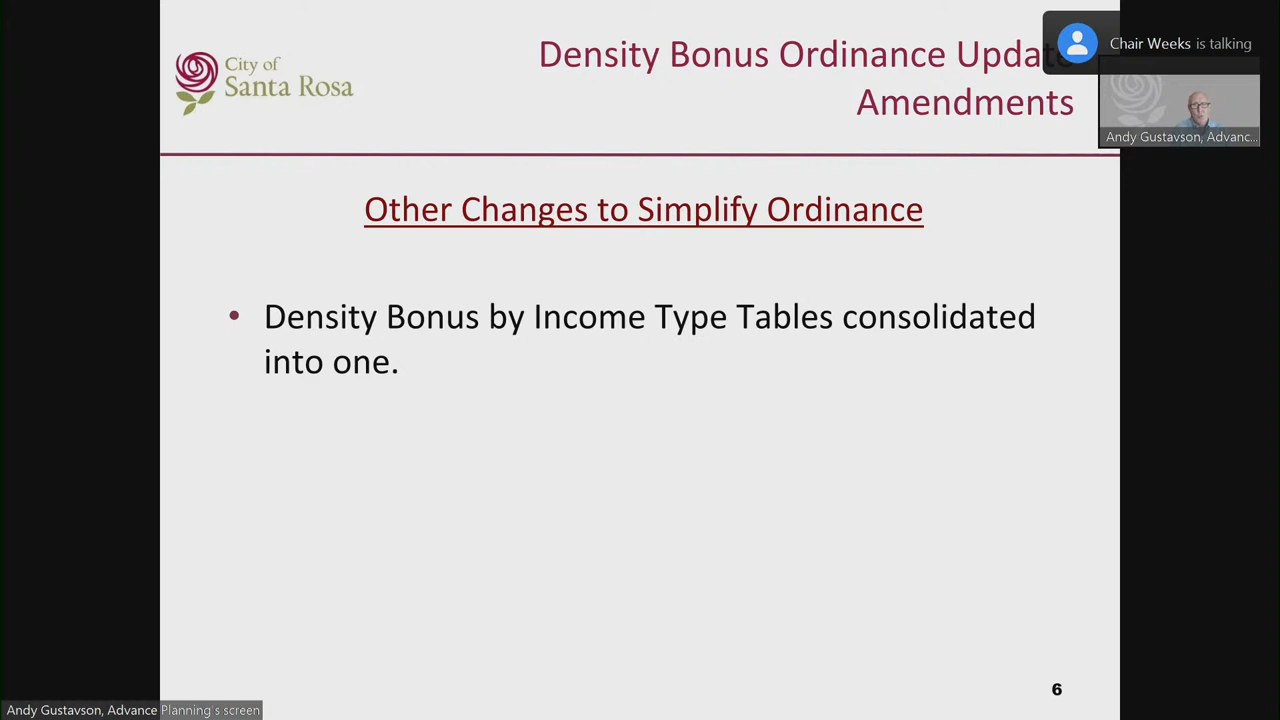 City of
Santa Rosa
Density Bonus Ordinance Update
Amendments
Chair Weeks is talking
Andy Gustavson, Advanc...
Other Changes to Simplify Ordinance
• Density Bonus by Income Type Tables consolidated
into one.
6
Andy Gustavson, Advance Planning's screen